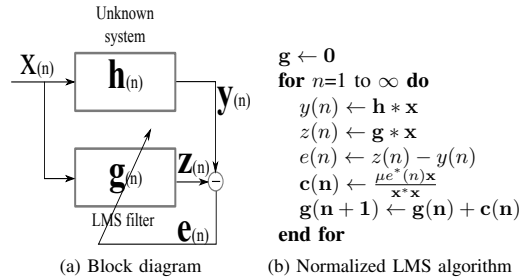 Unknown
system
X(n)
h(n)
y(n)
g(n)
z(n)
−
LMS filter
e(n)
(a) Block diagram
g ← 0
for n=1 to ∞ do
y(n) ← h ∗ x
z(n) ← g ∗ x
e(n) ← z(n) − y(n)
c(n) ← μe*(n)x / x*x
g(n + 1) ← g(n) + c(n)
end for
(b) Normalized LMS algorithm